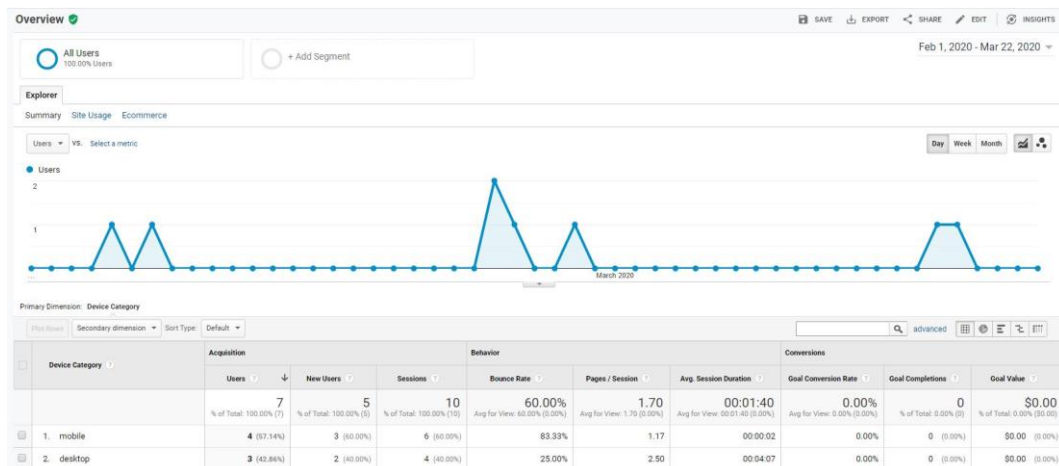 Overview
SAVE EXPORT SHARE EDIT INSIGHTS
All Users
100.00% Users
+ Add Segment
Feb 1, 2020 - Mar 22, 2020
Explorer
Summary Site Usage Ecommerce
Users VS. Select a metric
Day Week Month
Users
2
1
...
March 2020
Primary Dimension: Device Category
Plot Rows Secondary dimension Sort Type: Default advanced
Device Category Acquisition Behavior Conversions
Users New Users Sessions Bounce Rate Pages / Session Avg. Session Duration Goal Conversion Rate Goal Completions Goal Value
7 5 10 60.00% 1.70 00:01:40 0.00% 0 $0.00
% of Total: 100.00% (7) % of Total: 100.00% (5) % of Total: 100.00% (10) Avg for View: 60.00% (0.00%) Avg for View: 1.70 (0.00%) Avg for View: 00:01:40 (0.00%) Avg for View: 0.00% (0.00%) % of Total: 0.00% (0) % of Total: 0.00% ($0.00)
1. mobile 4 (57.14%) 3 (60.00%) 6 (60.00%) 83.33% 1.17 00:00:02 0.00% 0 (0.00%) $0.00 (0.00%)
2. desktop 3 (42.86%) 2 (40.00%) 4 (40.00%) 25.00% 2.50 00:04:07 0.00% 0 (0.00%) $0.00 (0.00%)